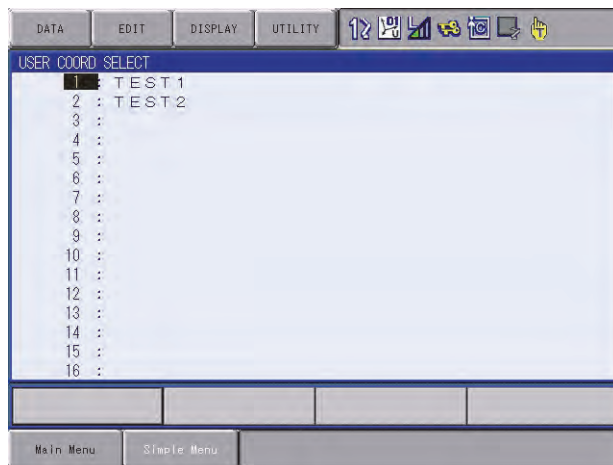 DATA EDIT DISPLAY UTILITY
USER COORD SELECT
1 : TEST1
2 : TEST2
3 :
4 :
5 :
6 :
7 :
8 :
9 :
10 :
11 :
12 :
13 :
14 :
15 :
16 :
Main Menu Simple Menu